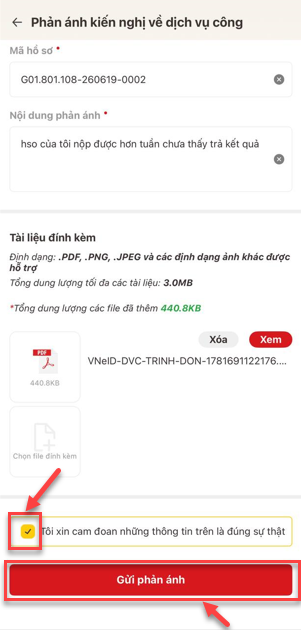 Phản ánh kiến nghị về dịch vụ công
Mã hồ sơ *
G01.801.108-260619-0002
Nội dung phản ánh *
hso của tôi nộp được hơn tuần chưa thấy trả kết quả
Tài liệu đính kèm
Định dạng: .PDF, .PNG, .JPEG và các định dạng ảnh khác được
hỗ trợ
Tổng dung lượng tối đa các tài liệu: 3.0MB
*Tổng dung lượng các file đã thêm 440.8KB
Xóa
Xem
PDF
440.8KB
VNeID-DVC-TRINH-DON-1781691122176....
Chọn file đính kèm
Tôi xin cam đoan những thông tin trên là đúng sự thật
Gửi phản ánh